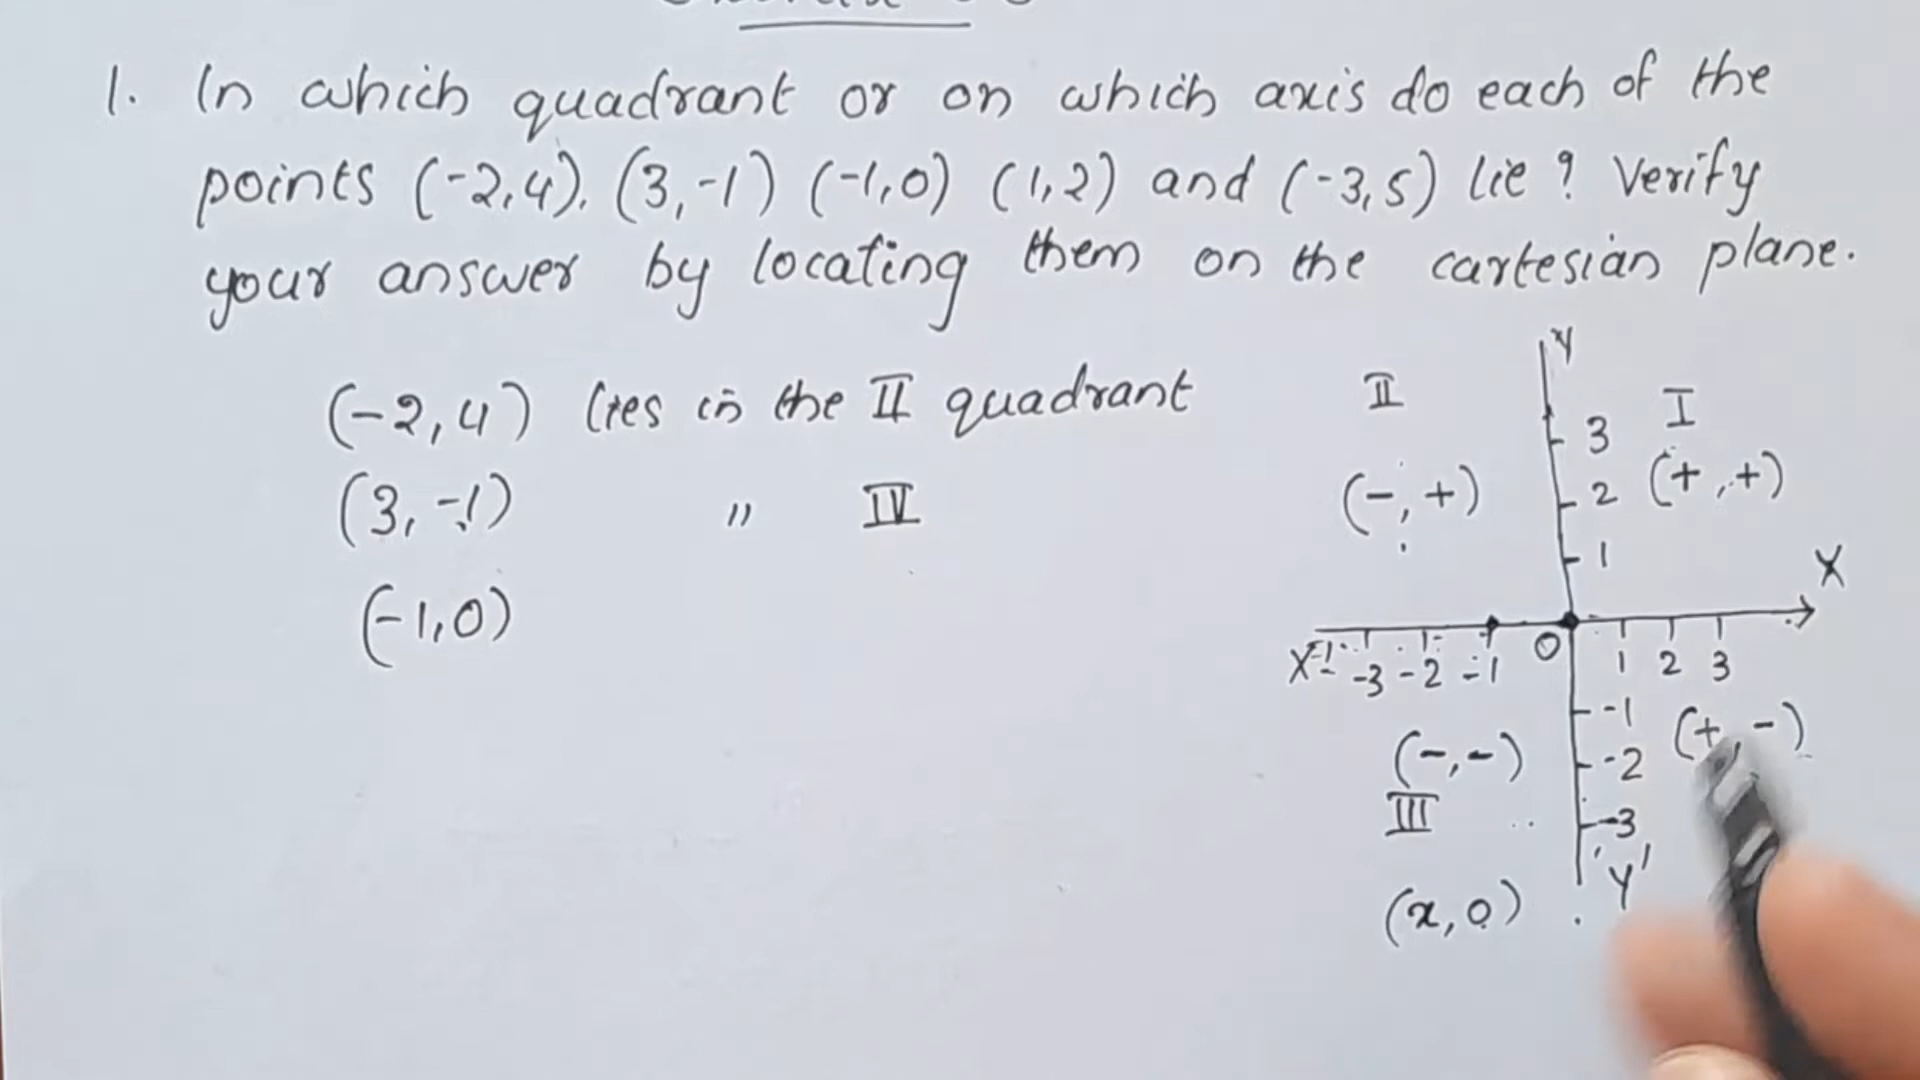 1. In which quadrant or on which axis do each of the
points (-2,4), (3,-1) (-1,0) (1,2) and (-3,5) lie? Verify
your answer by locating them on the cartesian plane.
(-2,4) lies in the II quadrant
(3,-1) " IV
(-1,0)
Y
II I
3
(-,+) 2 (+,+)
1
X
X' -3 -2 -1 0 1 2 3
-1
(-,-) -2 (+,-)
III -3
Y'
(x,0)